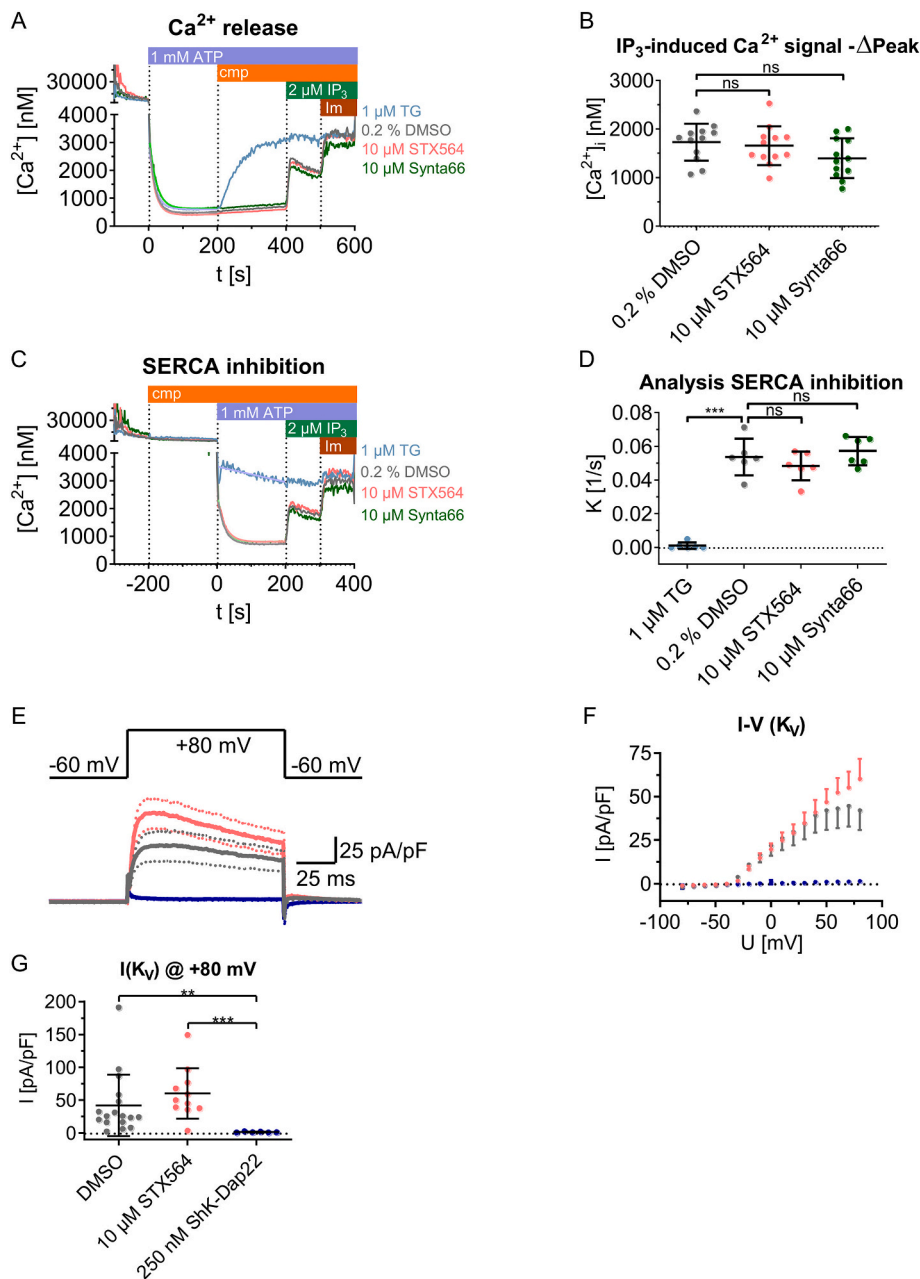 A
Ca²⁺ release
1 mM ATP
cmp
2 µM IP₃
Im
[Ca²⁺] [nM]
30000
4000
3000
2000
1000
0
0 200 400 600
t [s]
1 µM TG
0.2 % DMSO
10 µM STX564
10 µM Synta66
B
IP₃-induced Ca²⁺ signal -ΔPeak
ns
ns
[Ca²⁺]ᵢ [nM]
3000
2000
1000
0
0.2 % DMSO
10 µM STX564
10 µM Synta66
C
SERCA inhibition
cmp
1 mM ATP
2 µM IP₃
Im
[Ca²⁺] [nM]
30000
4000
3000
2000
1000
0
-200 0 200 400
t [s]
1 µM TG
0.2 % DMSO
10 µM STX564
10 µM Synta66
D
Analysis SERCA inhibition
ns
***
ns
K [1/s]
0.08
0.06
0.04
0.02
0.00
1 µM TG
0.2 % DMSO
10 µM STX564
10 µM Synta66
E
-60 mV
+80 mV
-60 mV
25 pA/pF
25 ms
F
I-V (Kᵥ)
I [pA/pF]
75
50
25
0
-100 -50 0 50 100
U [mV]
G
I(Kᵥ) @ +80 mV
**
***
I [pA/pF]
200
150
100
50
0
DMSO
10 µM STX564
250 nM ShK-Dap22